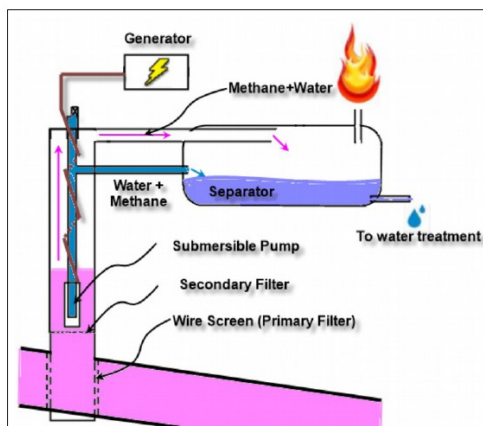 Generator
Methane+Water
Water +
Methane
Separator
To water treatment
Submersible Pump
Secondary Filter
Wire Screen (Primary Filter)